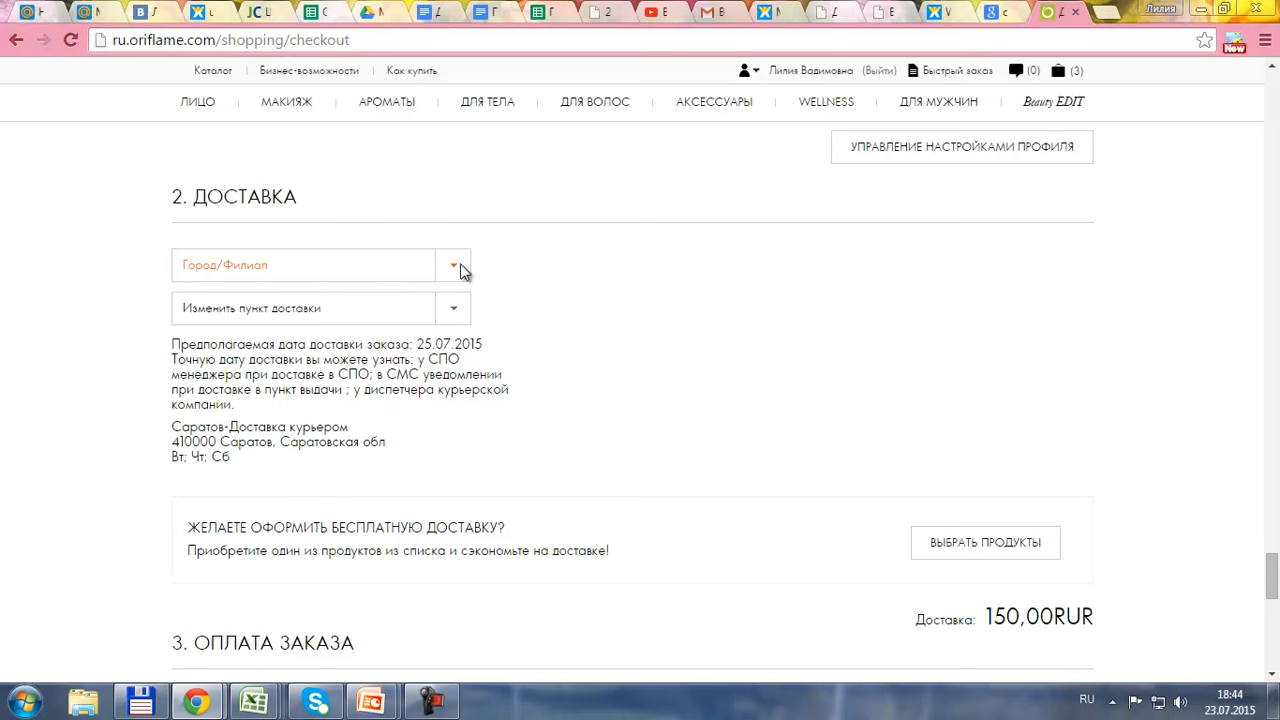 Лилия
ru.oriflame.com/shopping/checkout
New
Каталог Бизнес-возможности Как купить Лилия Вадимовна (Выйти) Быстрый заказ (0) (3)
ЛИЦО МАКИЯЖ АРОМАТЫ ДЛЯ ТЕЛА ДЛЯ ВОЛОС АКСЕССУАРЫ WELLNESS ДЛЯ МУЖЧИН Beauty EDIT
УПРАВЛЕНИЕ НАСТРОЙКАМИ ПРОФИЛЯ
2. ДОСТАВКА
Город/Филиал
Изменить пункт доставки
Предполагаемая дата доставки заказа: 25.07.2015
Точную дату доставки вы можете узнать: у СПО
менеджера при доставке в СПО; в СМС уведомлении
при доставке в пункт выдачи ; у диспетчера курьерской
компании.
Саратов-Доставка курьером
410000 Саратов, Саратовская обл
Вт; Чт; Сб
ЖЕЛАЕТЕ ОФОРМИТЬ БЕСПЛАТНУЮ ДОСТАВКУ?
Приобретите один из продуктов из списка и сэкономьте на доставке!
ВЫБРАТЬ ПРОДУКТЫ
Доставка: 150,00RUR
3. ОПЛАТА ЗАКАЗА
RU
18:44
23.07.2015